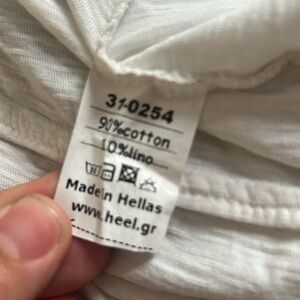 31-0254
90%cotton
10%lino
Made in Hellas
www.heel.gr